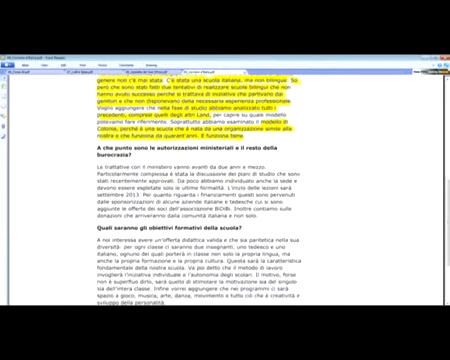 genere non c'è mai stata. C'è stata una scuola italiana, ma non bilingue. So
però che sono stati fatti due tentativi di realizzare scuole bilingui che non
hanno avuto successo perché si trattava di iniziative che partivano dai
genitori e che non disponevano della necessaria esperienza professionale.
Voglio aggiungere che nella fase di studio abbiamo analizzato tutti i
precedenti, compresi quelli degli altri Land, per capire su quale modello
potevamo fare riferimento. Soprattutto abbiamo esaminato il modello di
Colonia, perché è una scuola che è nata da una organizzazione simile alla
nostra e che funziona da quarant'anni. E funziona bene.
A che punto sono le autorizzazioni ministeriali e il resto della
burocrazia?
Le trattative con il ministero vanno avanti da due anni e mezzo.
Particolarmente complessa è stata la discussione dei piani di studio che sono
stati recentemente approvati. Da poco abbiamo individuato anche la sede e
devono essere espletate solo le ultime formalità. L'inizio delle lezioni sarà
settembre 2013. Per quanto riguarda i finanziamenti questi sono pervenuti
dalle sponsorizzazioni di alcune aziende italiane e tedesche cui si sono
aggiunte le offerte dei soci dell'associazione BiDiBi. Inoltre contiamo sulle
donazioni che arriveranno dalla comunità italiana e non solo.
Quali saranno gli obiettivi formativi della scuola?
A noi interessa avere un'offerta didattica valida e che sia paritetica nella sua
diversità: per ogni classe ci saranno due insegnanti, uno tedesco e uno
italiano, ognuno dei quali porterà in classe non solo la propria lingua, ma
anche la propria formazione e la propria cultura. Questa sarà la caratteristica
fondamentale della nostra scuola. Va poi detto che il metodo di lavoro
invoglierà l'iniziativa individuale e l'autonomia degli scolari. Il motivo, forse
non è superfluo dirlo, sarà quello di stimolare la motivazione sia del singolo
sia dell'intera classe. Infine vorrei aggiungere che nei programmi ci sarà
spazio a gioco, musica, arte, danza, movimento e tutto ciò che è creatività e
sviluppo della personalità.